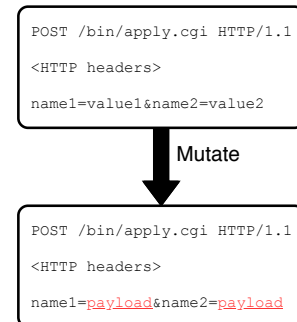 POST /bin/apply.cgi HTTP/1.1
<HTTP headers>
name1=value1&name2=value2
Mutate
POST /bin/apply.cgi HTTP/1.1
<HTTP headers>
name1=payload&name2=payload